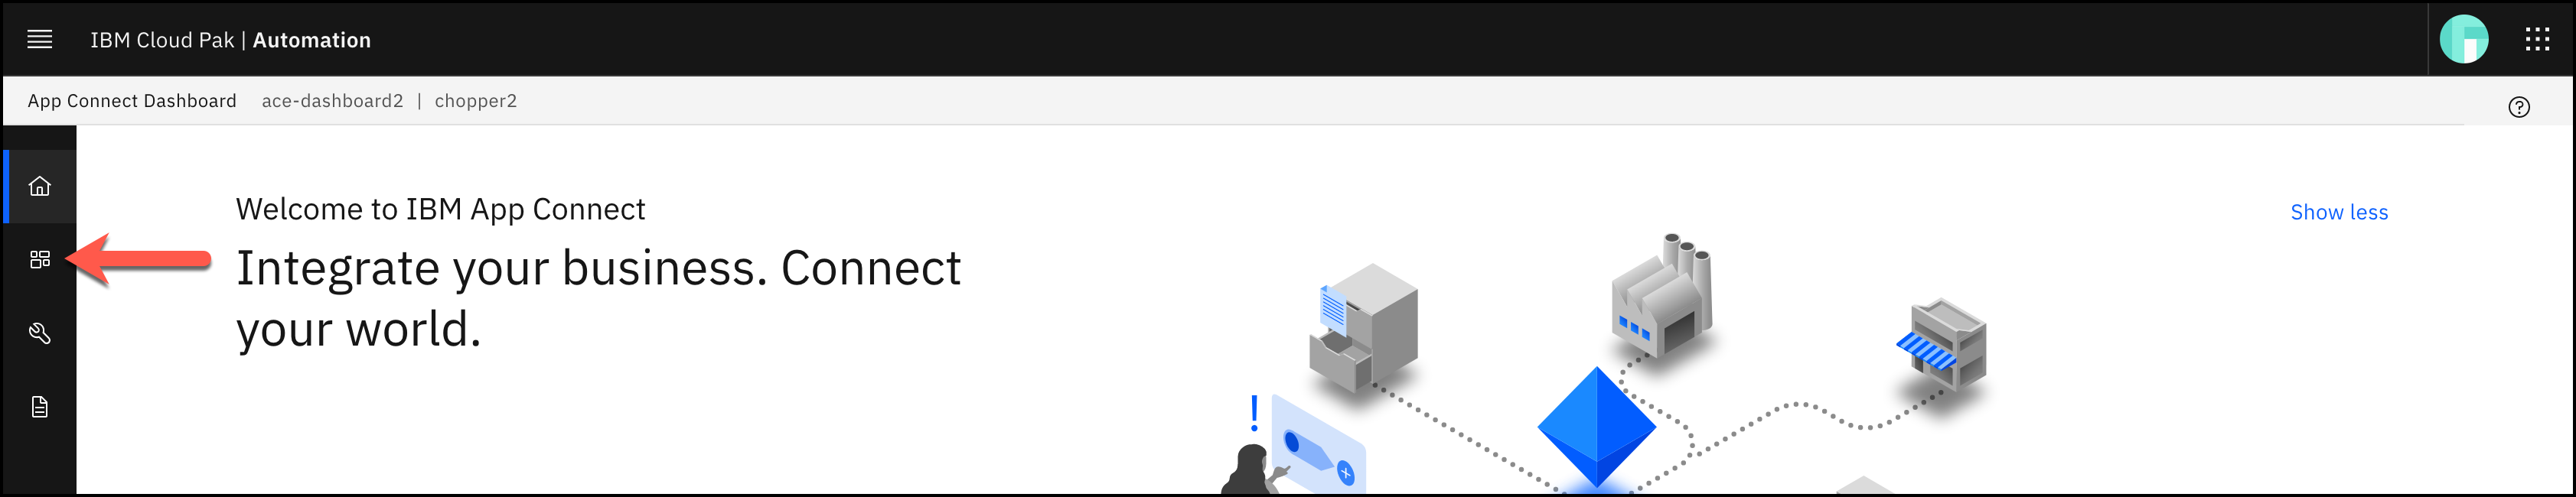 IBM Cloud Pak | Automation
App Connect Dashboard ace-dashboard2 | chopper2
Welcome to IBM App Connect
Show less
Integrate your business. Connect
your world.